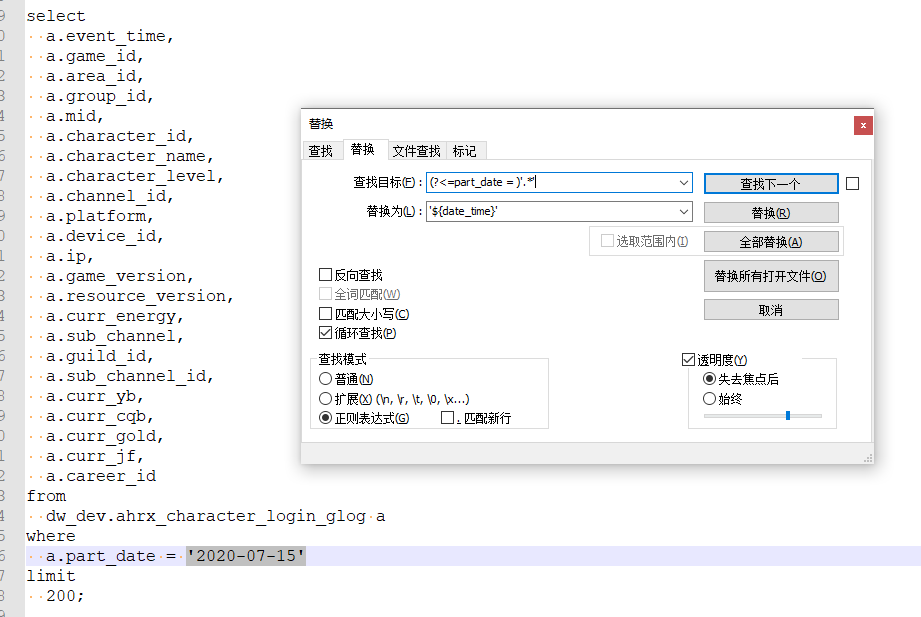 select
a.event_time,
a.game_id,
a.area_id,
a.group_id,
a.mid,
a.character_id,
a.character_name,
a.character_level,
a.channel_id,
a.platform,
a.device_id,
a.ip,
a.game_version,
a.resource_version,
a.curr_energy,
a.sub_channel,
a.guild_id,
a.sub_channel_id,
a.curr_yb,
a.curr_cqb,
a.curr_gold,
a.curr_jf,
a.career_id
from
dw_dev.ahrx_character_login_glog a
where
a.part_date = '2020-07-15'
limit
200;
替换
x
查找 替换 文件查找 标记
查找目标(F) : (?<=part_date = )'.*' 查找下一个
替换为(L) : '${date_time}' 替换(R)
选取范围内(I) 全部替换(A)
反向查找 替换所有打开文件(O)
全词匹配(W)
匹配大小写(C) 取消
循环查找(P)
查找模式 透明度(Y)
普通(N) 失去焦点后
扩展(X) (\n, \r, \t, \0, \x...) 始终
正则表达式(G) . 匹配新行